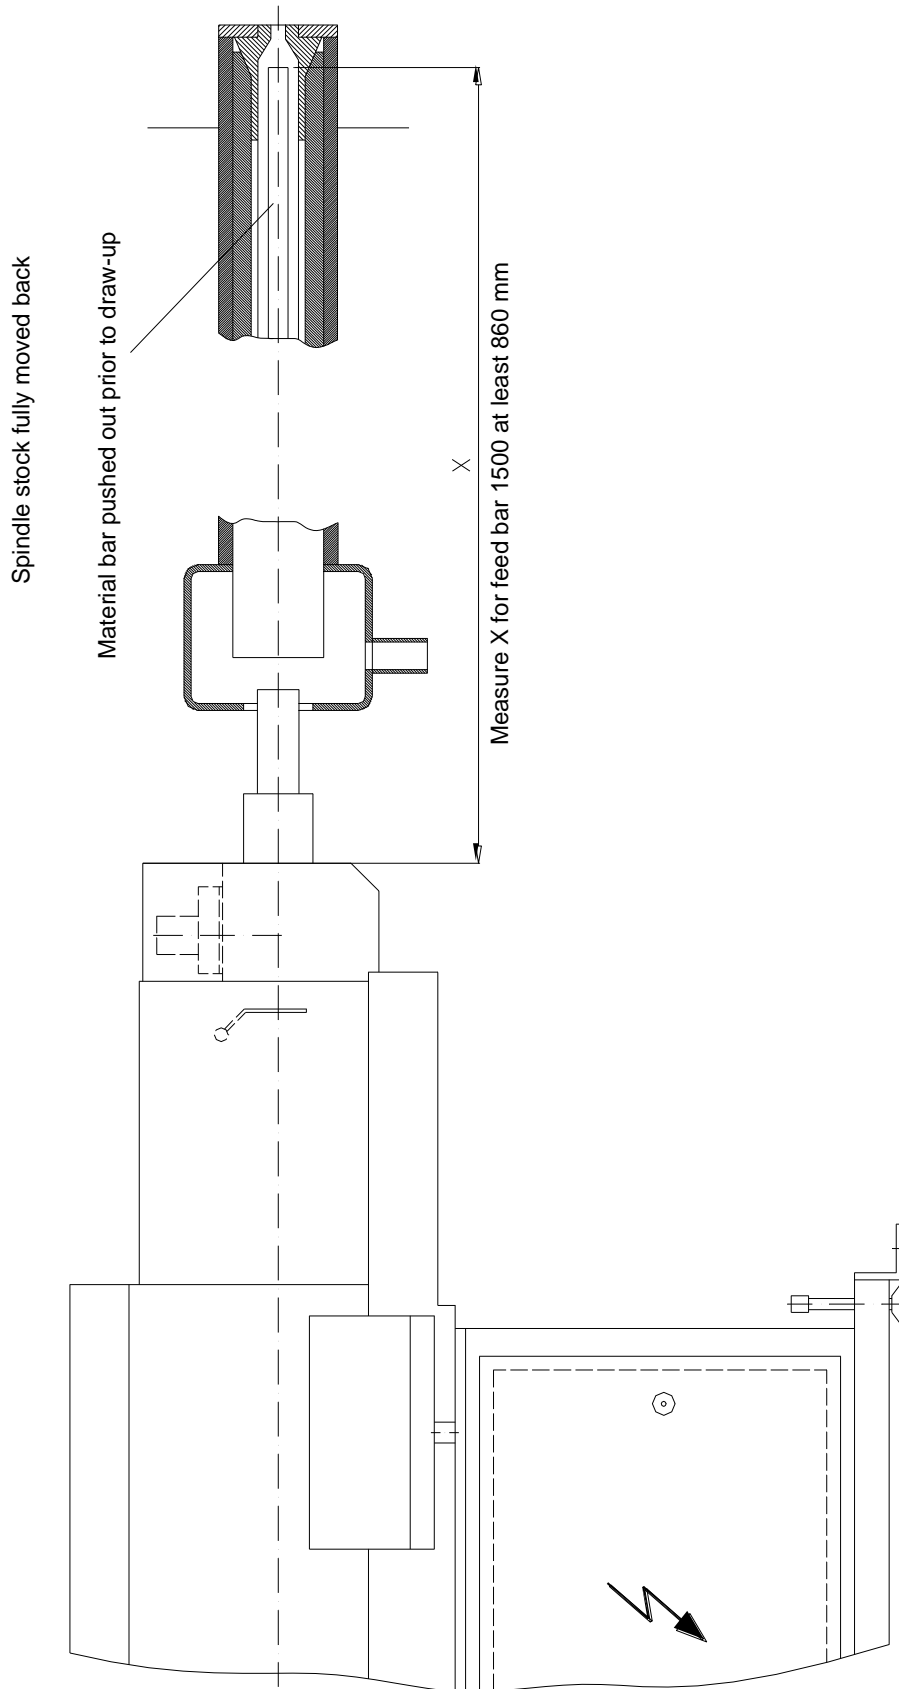 Spindle stock fully moved back
Material bar pushed out prior to draw-up
X
Measure X for feed bar 1500 at least 860 mm